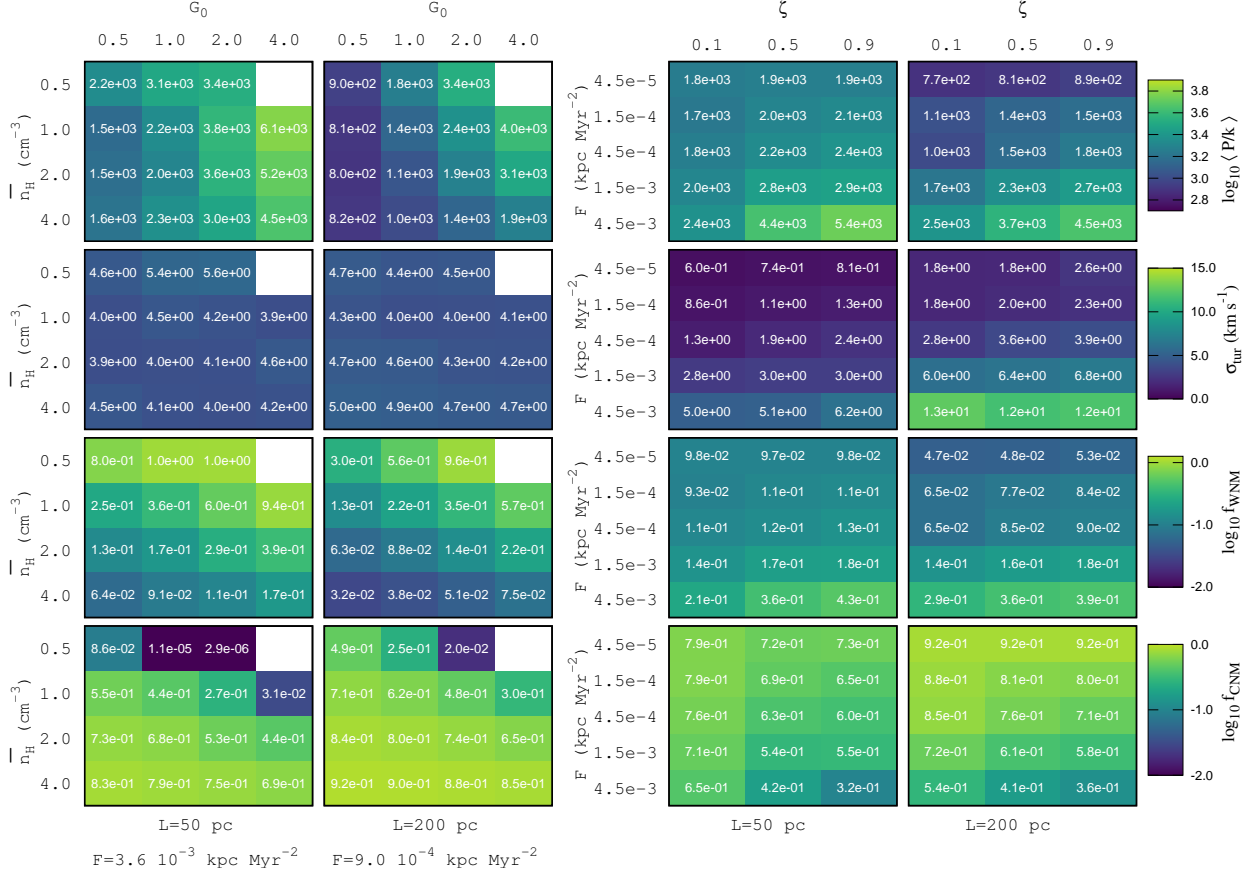 G₀ G₀ ζ ζ
0.5 1.0 2.0 4.0 0.5 1.0 2.0 4.0 0.1 0.5 0.9 0.1 0.5 0.9
0.5 2.2e+03 3.1e+03 3.4e+03 9.0e+02 1.8e+03 3.4e+03 4.5e-5 1.8e+03 1.9e+03 1.9e+03 7.7e+02 8.1e+02 8.9e+02
1.0 1.5e+03 2.2e+03 3.8e+03 6.1e+03 8.1e+02 1.4e+03 2.4e+03 4.0e+03 1.5e-4 1.7e+03 2.0e+03 2.1e+03 1.1e+03 1.4e+03 1.5e+03
4.5e-4 1.8e+03 2.2e+03 2.4e+03 1.0e+03 1.5e+03 1.8e+03
2.0 1.5e+03 2.0e+03 3.6e+03 5.2e+03 8.0e+02 1.1e+03 1.9e+03 3.1e+03 1.5e-3 2.0e+03 2.8e+03 2.9e+03 1.7e+03 2.3e+03 2.7e+03
4.0 1.6e+03 2.3e+03 3.0e+03 4.5e+03 8.2e+02 1.0e+03 1.4e+03 1.9e+03 4.5e-3 2.4e+03 4.4e+03 5.4e+03 2.5e+03 3.7e+03 4.5e+03
n̅_H (cm⁻³)
F (kpc Myr⁻²)
3.8
3.6
3.4
3.2
3.0
2.8
log₁₀ ⟨ P/k ⟩
0.5 4.6e+00 5.4e+00 5.6e+00 4.7e+00 4.4e+00 4.5e+00 4.5e-5 6.0e-01 7.4e-01 8.1e-01 1.8e+00 1.8e+00 2.6e+00
1.0 4.0e+00 4.5e+00 4.2e+00 3.9e+00 4.3e+00 4.0e+00 4.0e+00 4.1e+00 1.5e-4 8.6e-01 1.1e+00 1.3e+00 1.8e+00 2.0e+00 2.3e+00
4.5e-4 1.3e+00 1.9e+00 2.4e+00 2.8e+00 3.6e+00 3.9e+00
2.0 3.9e+00 4.0e+00 4.1e+00 4.6e+00 4.7e+00 4.6e+00 4.3e+00 4.2e+00 1.5e-3 2.8e+00 3.0e+00 3.0e+00 6.0e+00 6.4e+00 6.8e+00
4.0 4.5e+00 4.1e+00 4.0e+00 4.2e+00 5.0e+00 4.9e+00 4.7e+00 4.7e+00 4.5e-3 5.0e+00 5.1e+00 6.2e+00 1.3e+01 1.2e+01 1.2e+01
n̅_H (cm⁻³)
F (kpc Myr⁻²)
15.0
10.0
5.0
0.0
σ_tur (km s⁻¹)
0.5 8.0e-01 1.0e+00 1.0e+00 3.0e-01 5.6e-01 9.6e-01 4.5e-5 9.8e-02 9.7e-02 9.8e-02 4.7e-02 4.8e-02 5.3e-02
1.0 2.5e-01 3.6e-01 6.0e-01 9.4e-01 1.3e-01 2.2e-01 3.5e-01 5.7e-01 1.5e-4 9.3e-02 1.1e-01 1.1e-01 6.5e-02 7.7e-02 8.4e-02
4.5e-4 1.1e-01 1.2e-01 1.3e-01 6.5e-02 8.5e-02 9.0e-02
2.0 1.3e-01 1.7e-01 2.9e-01 3.9e-01 6.3e-02 8.8e-02 1.4e-01 2.2e-01 1.5e-3 1.4e-01 1.7e-01 1.8e-01 1.4e-01 1.6e-01 1.8e-01
4.0 6.4e-02 9.1e-02 1.1e-01 1.7e-01 3.2e-02 3.8e-02 5.1e-02 7.5e-02 4.5e-3 2.1e-01 3.6e-01 4.3e-01 2.9e-01 3.6e-01 3.9e-01
n̅_H (cm⁻³)
F (kpc Myr⁻²)
0.0
-1.0
-2.0
log₁₀ f_WNM
0.5 8.6e-02 1.1e-05 2.9e-06 4.9e-01 2.5e-01 2.0e-02 4.5e-5 7.9e-01 7.2e-01 7.3e-01 9.2e-01 9.2e-01 9.2e-01
1.0 5.5e-01 4.4e-01 2.7e-01 3.1e-02 7.1e-01 6.2e-01 4.8e-01 3.0e-01 1.5e-4 7.9e-01 6.9e-01 6.5e-01 8.8e-01 8.1e-01 8.0e-01
4.5e-4 7.6e-01 6.3e-01 6.0e-01 8.5e-01 7.6e-01 7.1e-01
2.0 7.3e-01 6.8e-01 5.3e-01 4.4e-01 8.4e-01 8.0e-01 7.4e-01 6.5e-01 1.5e-3 7.1e-01 5.4e-01 5.5e-01 7.2e-01 6.1e-01 5.8e-01
4.0 8.3e-01 7.9e-01 7.5e-01 6.9e-01 9.2e-01 9.0e-01 8.8e-01 8.5e-01 4.5e-3 6.5e-01 4.2e-01 3.2e-01 5.4e-01 4.1e-01 3.6e-01
n̅_H (cm⁻³)
F (kpc Myr⁻²)
0.0
-1.0
-2.0
log₁₀ f_CNM
L=50 pc L=200 pc L=50 pc L=200 pc
F=3.6 10⁻³ kpc Myr⁻² F=9.0 10⁻⁴ kpc Myr⁻²